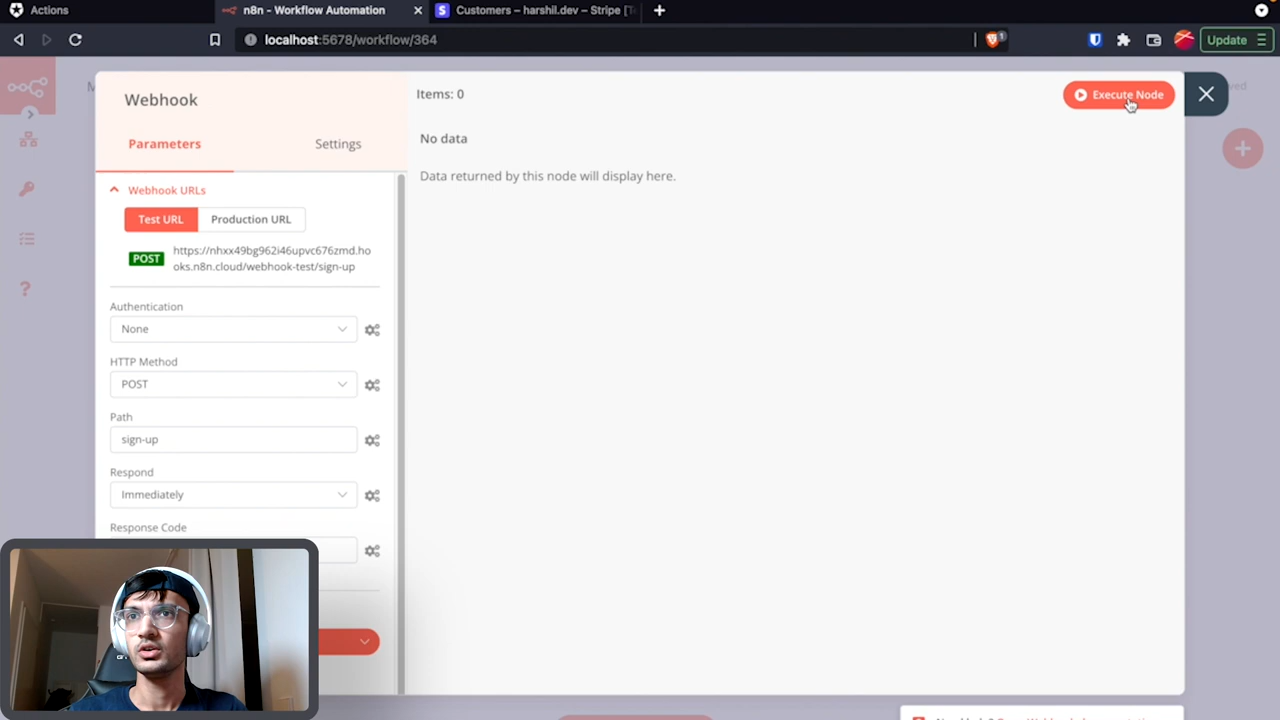 Actions
n8n - Workflow Automation
Customers – harshil.dev – Stripe [T
localhost:5678/workflow/364
1
Update
Webhook
Items: 0
Execute Node
Parameters
Settings
No data
Data returned by this node will display here.
Webhook URLs
Test URL
Production URL
POST
https://nhxx49bg962i46upvc676zmd.ho
oks.n8n.cloud/webhook-test/sign-up
Authentication
None
HTTP Method
POST
Path
sign-up
Respond
Immediately
Response Code